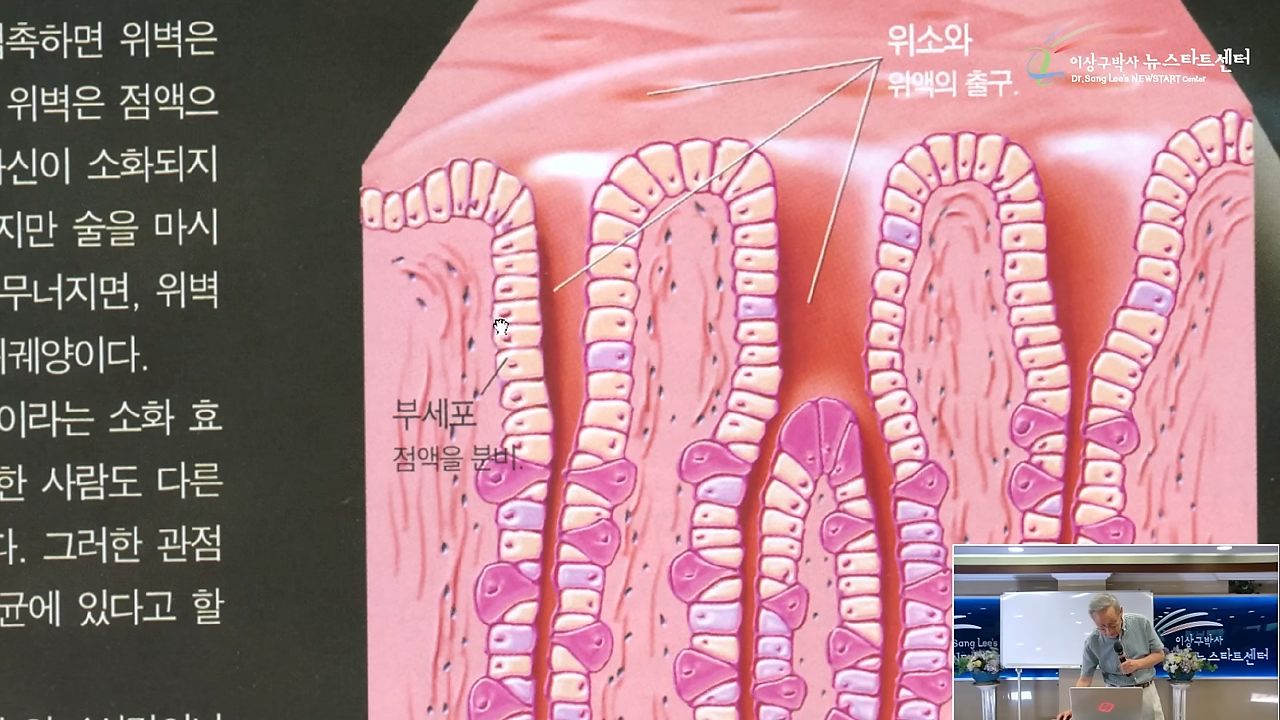 촉하면 위벽은
위벽은 점액으
신이 소화되지
지만 술을 마시
무너지면, 위벽
궤양이다.
이라는 소화 효
한 사람도 다른
다. 그러한 관점
균에 있다고 할
위소와
위액의 출구.
부세포
점액을 분비.
이상구박사 뉴스타트센터
Dr.Sang Lee's NEWSTART Center
Sang Lee's
이상구박사
뉴스타트센터